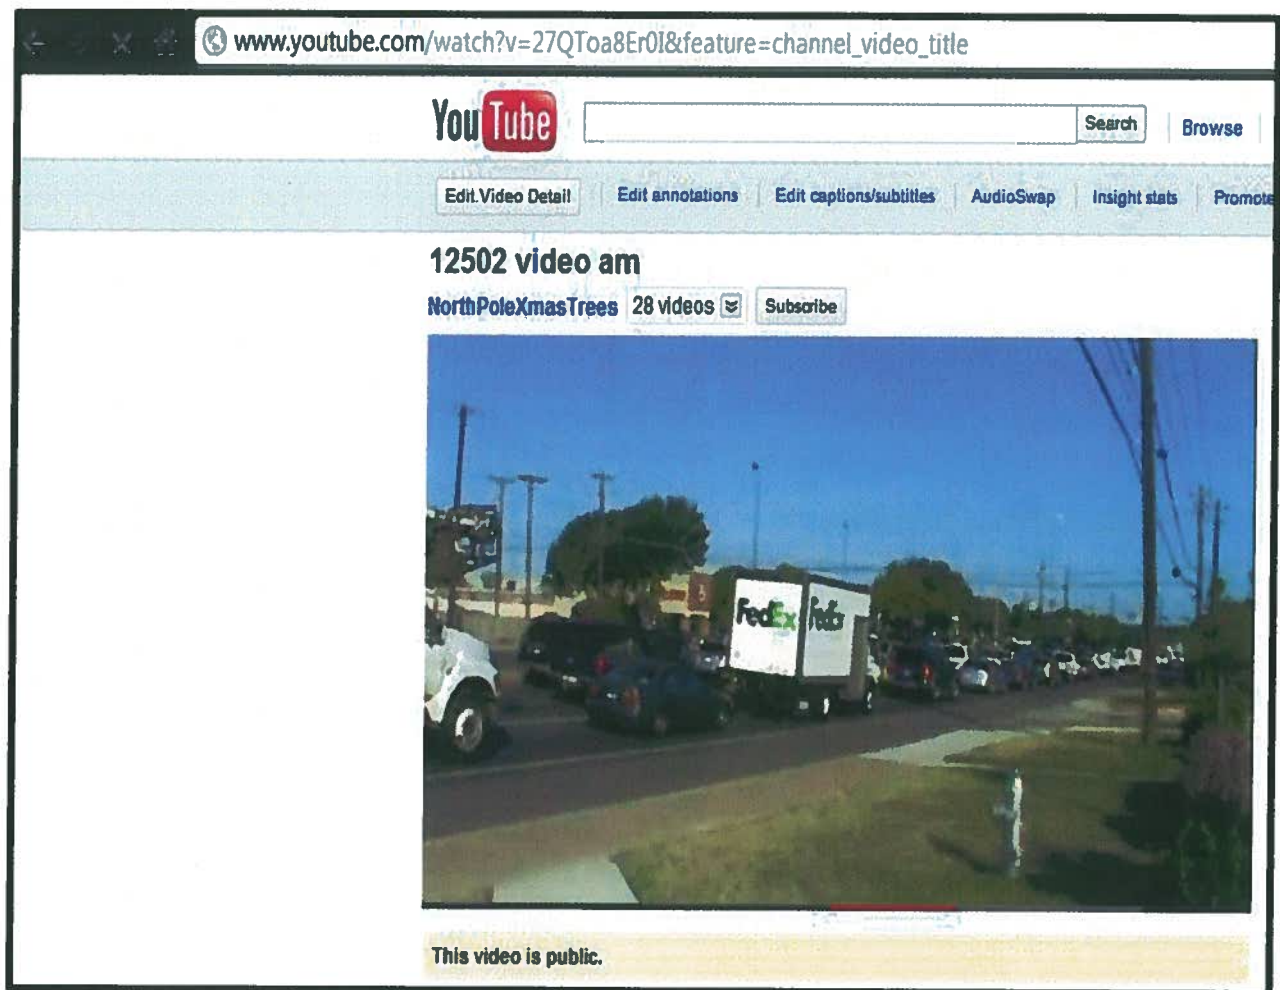 www.youtube.com/watch?v=27QToa8Er0I&feature=channel_video_title
YouTube Search Browse
Edit Video Detail Edit annotations Edit captions/subtitles AudioSwap Insight stats Promote
12502 video am
NorthPoleXmasTrees 28 videos Subscribe
FedEx FedEx
This video is public.